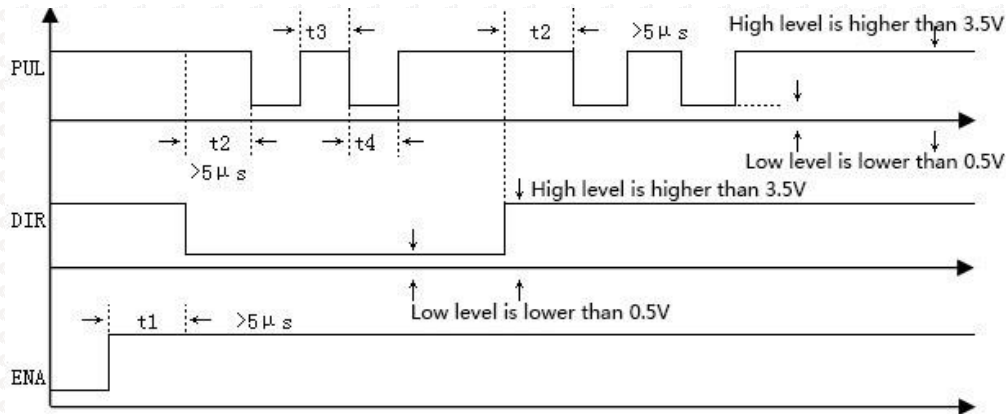 t3
t2
>5μs
High level is higher than 3.5V
PUL
t2
t4
>5μs
Low level is lower than 0.5V
High level is higher than 3.5V
DIR
Low level is lower than 0.5V
t1
>5μs
ENA